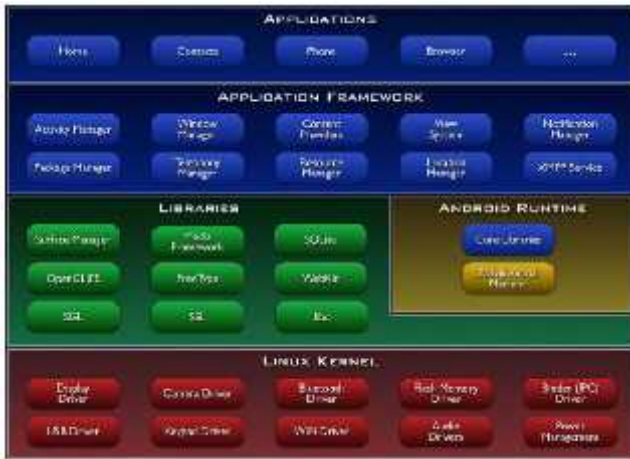 APPLICATIONS
Home Contacts Phone Browser ...
APPLICATION FRAMEWORK
Activity Manager Window Manager Content Providers View System Notification Manager
Package Manager Telephony Manager Resource Manager Location Manager XMPP Service
LIBRARIES
Surface Manager Media Framework SQLite
OpenGL|ES FreeType WebKit
SGL SSL libc
ANDROID RUNTIME
Core Libraries
Machine
LINUX KERNEL
Display Driver Camera Driver Bluetooth Driver Flash Memory Driver Binder (IPC) Driver
USB Driver Keypad Driver WiFi Driver Audio Drivers Power Management